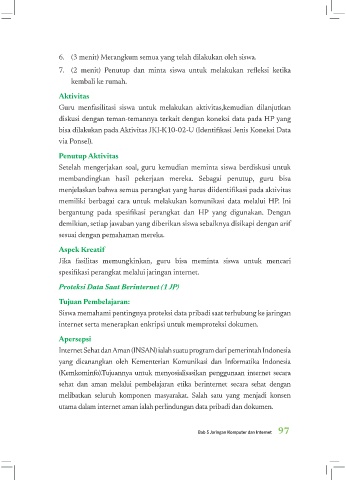 6. (3 menit) Merangkum semua yang telah dilakukan oleh siswa.
7. (2 menit) Penutup dan minta siswa untuk melakukan refleksi ketika
kembali ke rumah.
Aktivitas
Guru menfasilitasi siswa untuk melakukan aktivitas,kemudian dilanjutkan
diskusi dengan teman-temannya terkait dengan koneksi data pada HP yang
bisa dilakukan pada Aktivitas JKI-K10-02-U (Identifikasi Jenis Koneksi Data
via Ponsel).
Penutup Aktivitas
Setelah mengerjakan soal, guru kemudian meminta siswa berdiskusi untuk
membandingkan hasil pekerjaan mereka. Sebagai penutup, guru bisa
menjelaskan bahwa semua perangkat yang harus diidentifikasi pada aktivitas
memiliki berbagai cara untuk melakukan komunikasi data melalui HP. Ini
bergantung pada spesifikasi perangkat dan HP yang digunakan. Dengan
demikian, setiap jawaban yang diberikan siswa sebaiknya disikapi dengan arif
sesuai dengan pemahaman mereka.
Aspek Kreatif
Jika fasilitas memungkinkan, guru bisa meminta siswa untuk mencari
spesifikasi perangkat melalui jaringan internet.
Proteksi Data Saat Berinternet (1 JP)
Tujuan Pembelajaran:
Siswa memahami pentingnya proteksi data pribadi saat terhubung ke jaringan
internet serta menerapkan enkripsi untuk memproteksi dokumen.
Apersepsi
Internet Sehat dan Aman (INSAN) ialah suatu program dari pemerintah Indonesia
yang dicanangkan oleh Kementerian Komunikasi dan Informatika Indonesia
(Kemkominfo).Tujuannya untuk menyosialisasikan penggunaan internet secara
sehat dan aman melalui pembelajaran etika berinternet secara sehat dengan
melibatkan seluruh komponen masyarakat. Salah satu yang menjadi konsen
utama dalam internet aman ialah perlindungan data pribadi dan dokumen.
Bab 5 Jaringan Komputer dan Internet 97